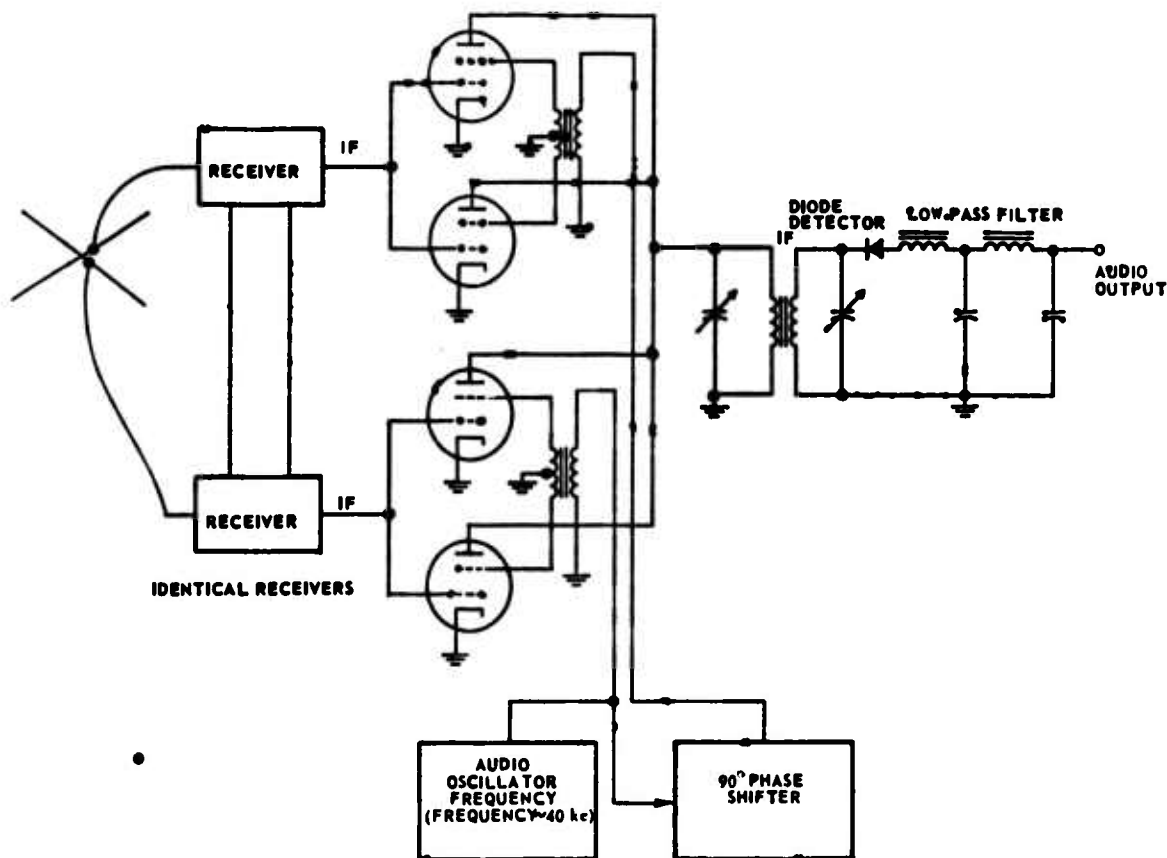 RECEIVER
IF
DIODE
DETECTOR
IF
LOW-PASS FILTER
AUDIO
OUTPUT
RECEIVER
IF
IDENTICAL RECEIVERS
AUDIO
OSCILLATOR
FREQUENCY
(FREQUENCY~40 kc)
90° PHASE
SHIFTER